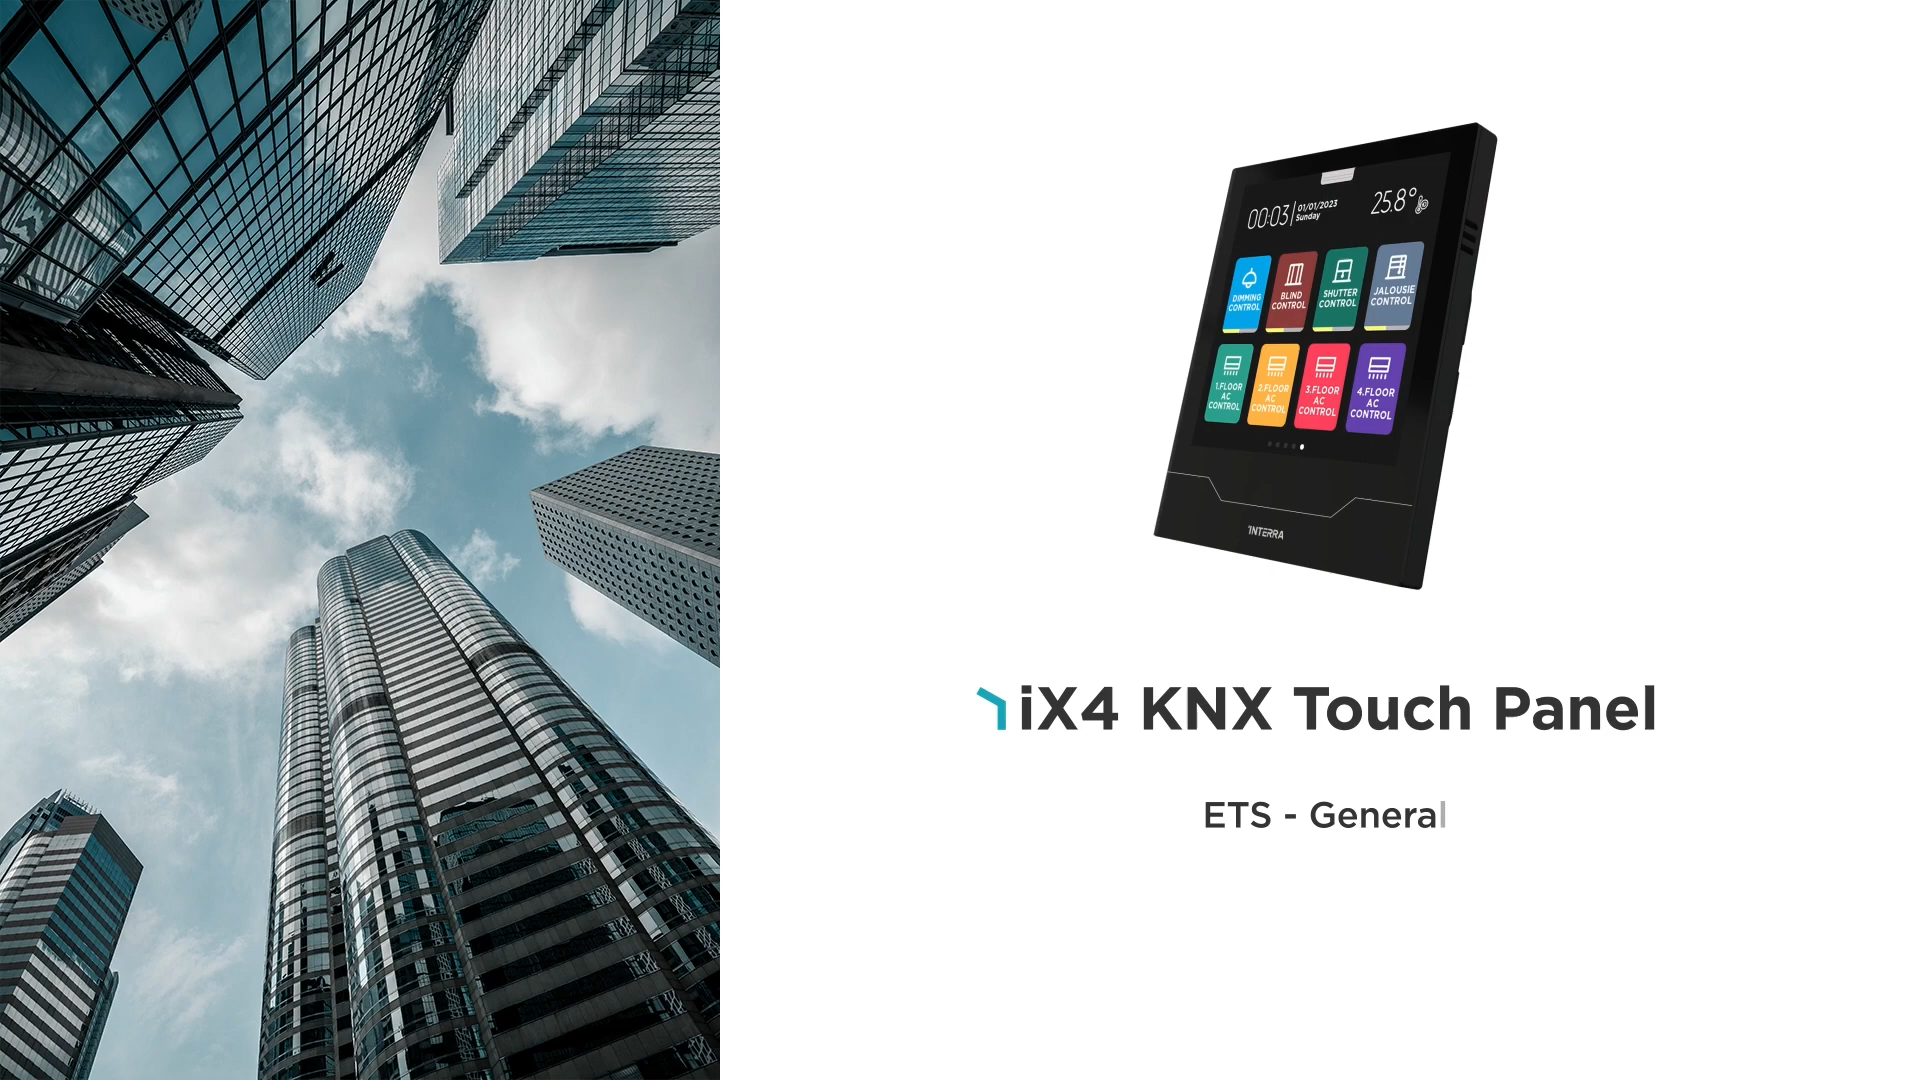 00:03 01/01/2023 25.8°
Sunday
DIMMING CONTROL
BLIND CONTROL
SHUTTER CONTROL
JALOUSIE CONTROL
1.FLOOR AC CONTROL
2.FLOOR AC CONTROL
3.FLOOR AC CONTROL
4.FLOOR AC CONTROL
INTERRA
iX4 KNX Touch Panel
ETS - General